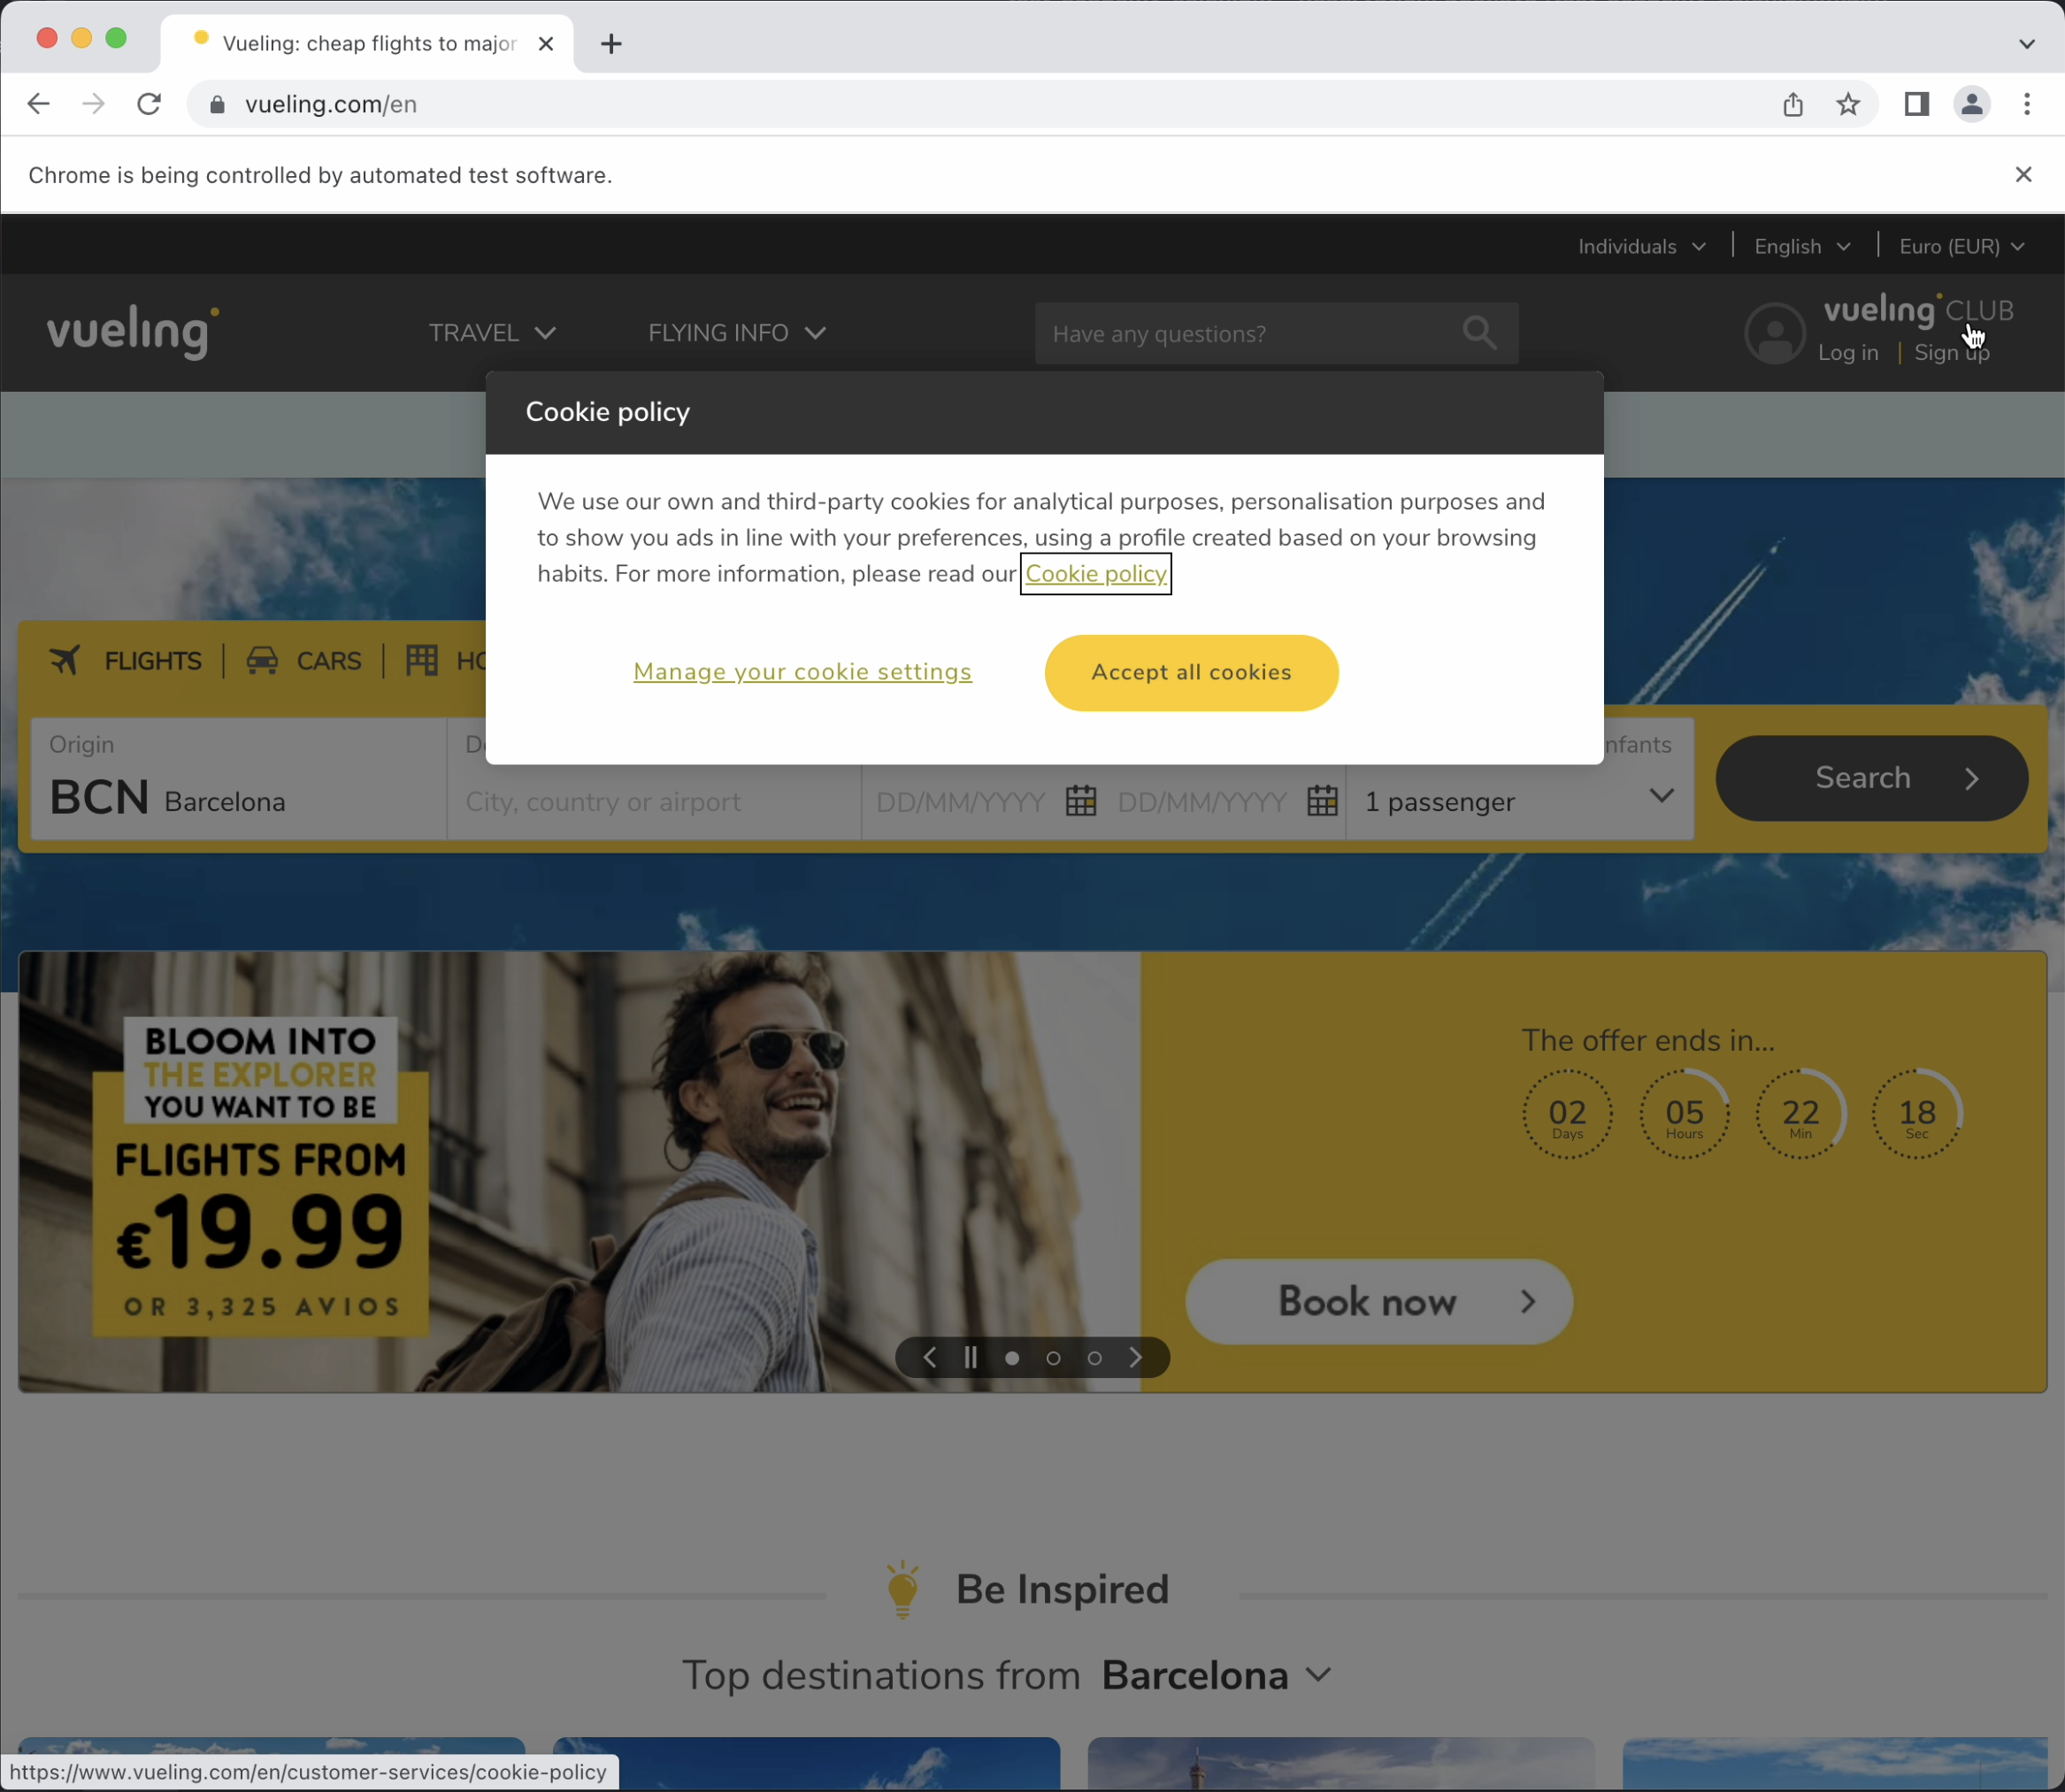 Vueling: cheap flights to major
vueling.com/en
Chrome is being controlled by automated test software.
Individuals
English
Euro (EUR)
vueling
TRAVEL
FLYING INFO
Have any questions?
vueling CLUB
Log in | Sign up
Cookie policy
We use our own and third-party cookies for analytical purposes, personalisation purposes and
to show you ads in line with your preferences, using a profile created based on your browsing
habits. For more information, please read our Cookie policy
Manage your cookie settings
Accept all cookies
FLIGHTS
CARS
Origin
BCN Barcelona
City, country or airport
DD/MM/YYYY
DD/MM/YYYY
1 passenger
Search
BLOOM INTO
THE EXPLORER
YOU WANT TO BE
FLIGHTS FROM
€19.99
OR 3,325 AVIOS
The offer ends in...
02 Days
05 Hours
22 Min
18 Sec
Book now
Be Inspired
Top destinations from Barcelona
https://www.vueling.com/en/customer-services/cookie-policy